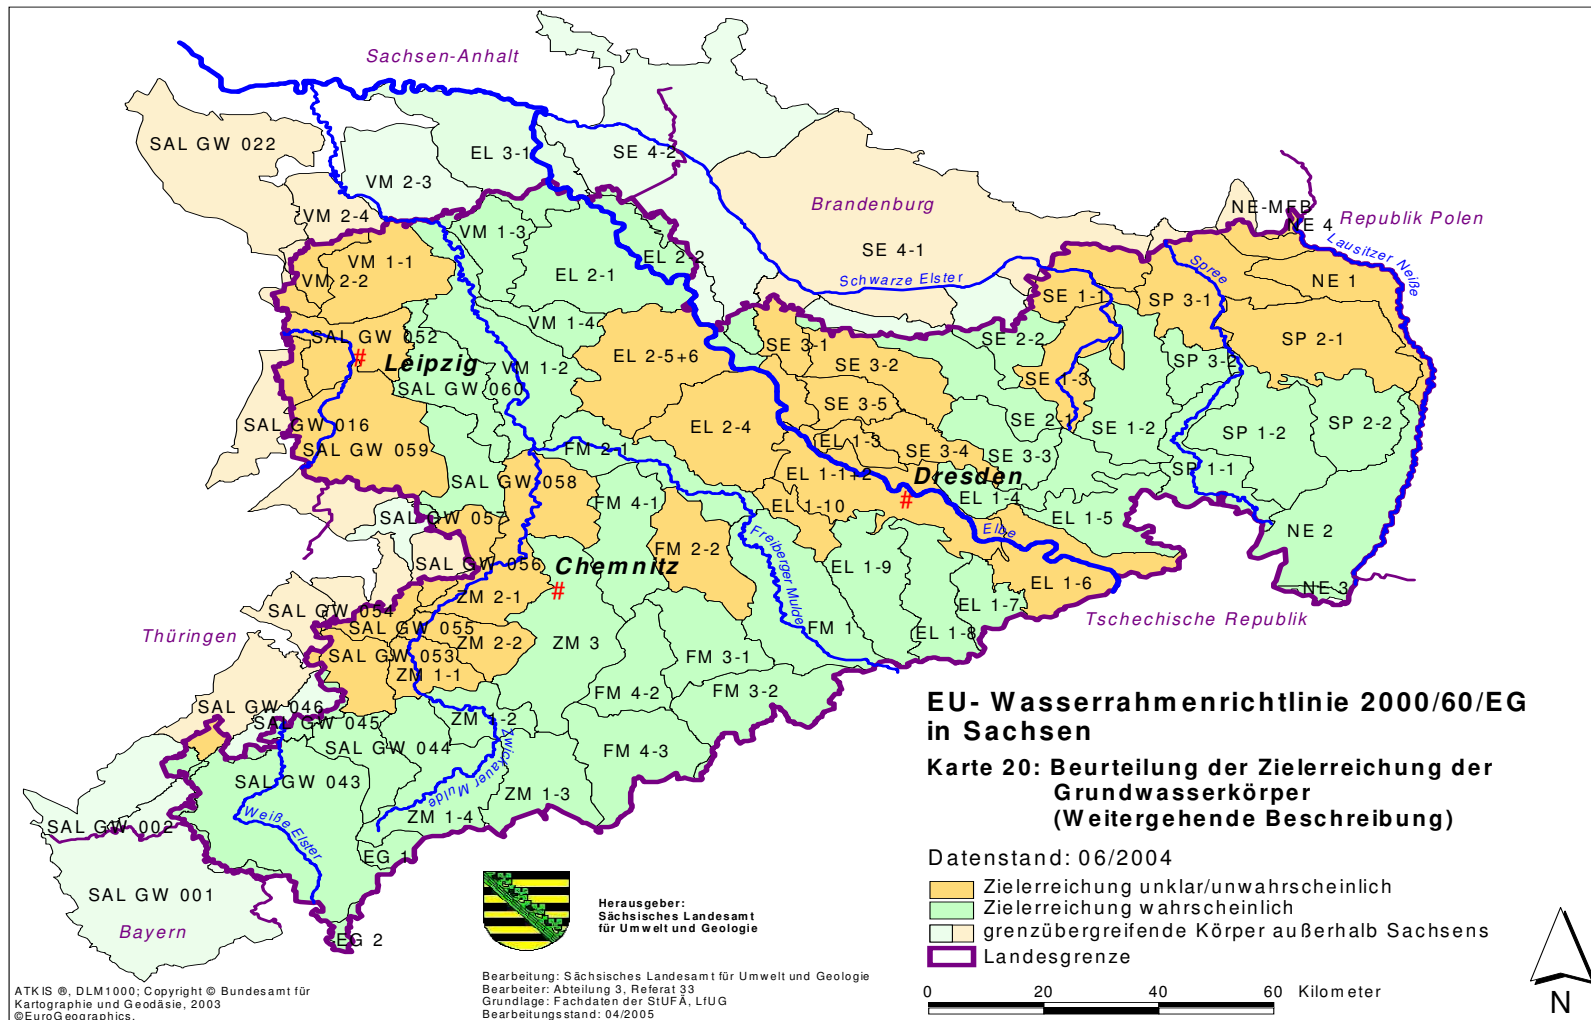 Sachsen-Anhalt
SAL GW 022
EL 3-1
SE 4-2
VM 2-3
VM 2-4
Brandenburg
NE-MFB
NE 4
Republik Polen
VM 1-3
SE 4-1
Lausitzer Neiße
VM 1-1
EL 2-2
Spree
VM 2-2
EL 2-1
Schwarze Elster
NE 1
SE 1-1
SP 3-1
VM 1-4
SAL GW 052
SE 3-1
SE 2-2
SP 2-1
Leipzig
EL 2-5+6
SE 3-2
SP 3-2
VM 1-2
SE 1-3
SAL GW 060
SE 3-5
SAL GW 016
EL 2-4
SE 2-1
SE 1-2
SP 1-2
SP 2-2
SAL GW 059
FM 2-1
EL 1-3
SE 3-4
SE 3-3
SP 1-1
SAL GW 058
EL 1-1+2
Dresden
FM 4-1
EL 1-10
EL 1-4
SAL GW 057
EL 1-5
Elbe
NE 2
FM 2-2
Freiberger Mulde
SAL GW 056
Chemnitz
EL 1-9
EL 1-6
NE 3
ZM 2-1
SAL GW 054
EL 1-7
Thüringen
SAL GW 055
FM 1
EL 1-8
Tschechische Republik
ZM 2-2
ZM 3
SAL GW 053
FM 3-1
ZM 1-1
FM 4-2
FM 3-2
SAL GW 046
SAL GW 045
ZM 1-2
SAL GW 044
FM 4-3
Zwickauer Mulde
SAL GW 043
ZM 1-3
Weiße Elster
ZM 1-4
SAL GW 002
EG 1
SAL GW 001
Bayern
EG 2
EU- Wasserrahmenrichtlinie 2000/60/EG
in Sachsen
Karte 20: Beurteilung der Zielerreichung der
Grundwasserkörper
(Weitergehende Beschreibung)
Datenstand: 06/2004
Zielerreichung unklar/unwahrscheinlich
Zielerreichung wahrscheinlich
grenzübergreifende Körper außerhalb Sachsens
Landesgrenze
0 20 40 60 Kilometer
N
Herausgeber:
Sächsisches Landesamt
für Umwelt und Geologie
Bearbeitung: Sächsisches Landesamt für Umwelt und Geologie
Bearbeiter: Abteilung 3, Referat 33
Grundlage: Fachdaten der StUFÄ, LfUG
Bearbeitungsstand: 04/2005
ATKIS ®, DLM1000; Copyright © Bundesamt für
Kartographie und Geodäsie, 2003
©EuroGeographics.